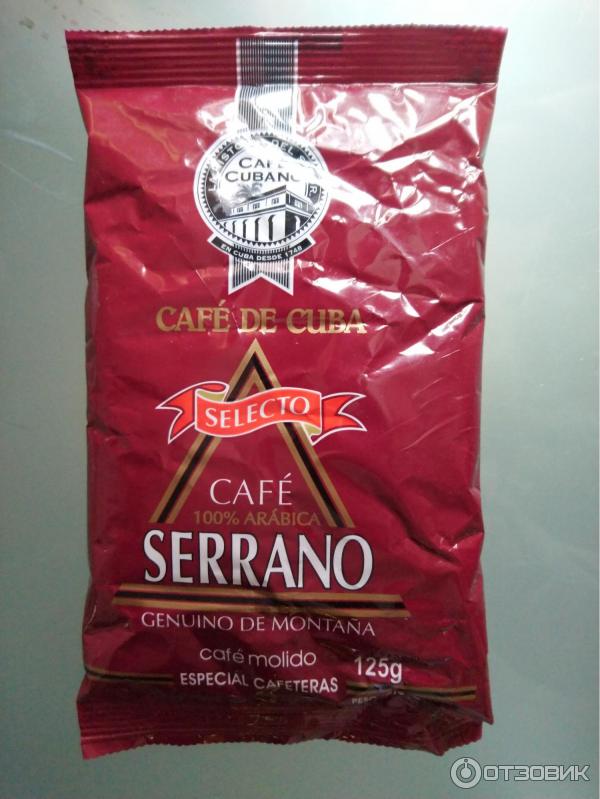 CAFÉ
CUBANO
EN CUBA DESDE 1748
CAFÉ DE CUBA
SELECTO
CAFÉ
100% ARÁBICA
SERRANO
GENUINO DE MONTAÑA
café molido
125g
ESPECIAL CAFETERAS
ОТЗОВИК